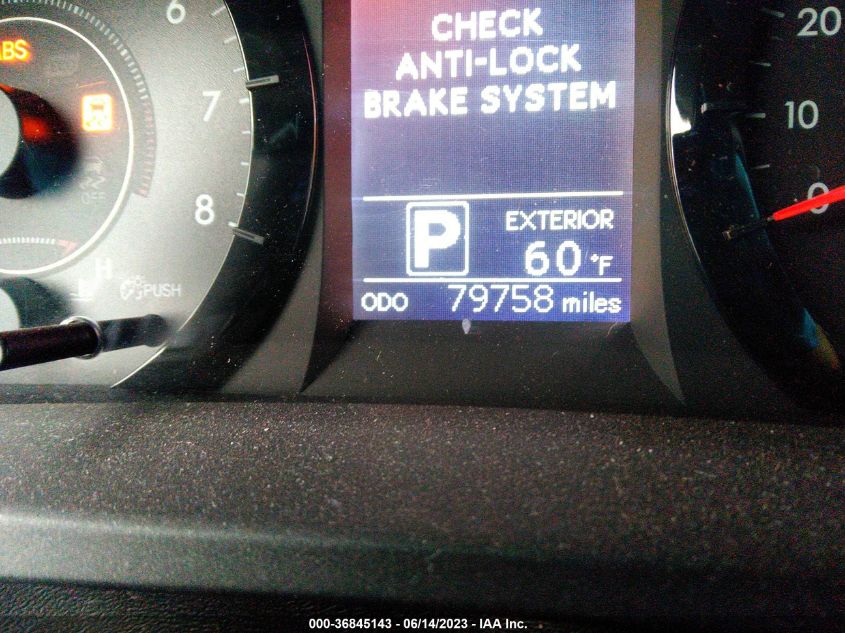 CHECK
ANTI-LOCK
BRAKE SYSTEM
P
EXTERIOR
60 °F
ODO 79758 miles
ABS
6
7
8
OFF
H
PUSH
20
10
0
000-36845143 - 06/14/2023 - IAA Inc.